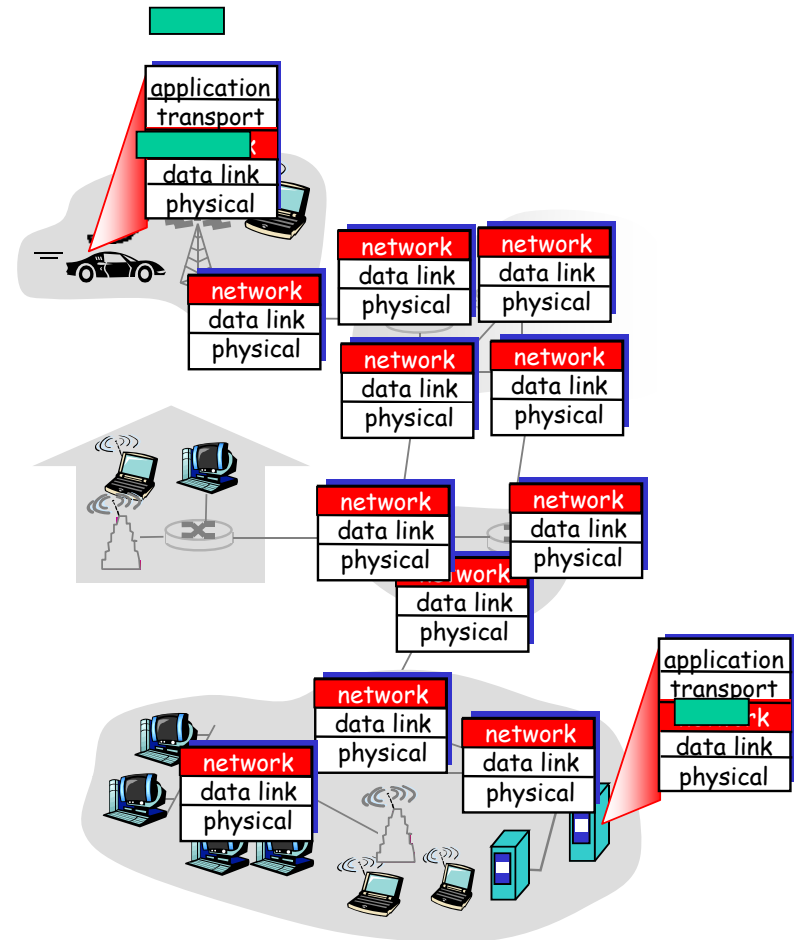 application
transport
data link
physical
network
data link
physical
network
data link
physical
network
data link
physical
network
data link
physical
network
data link
physical
network
data link
physical
network
data link
physical
network
data link
physical
application
transport
data link
physical
network
data link
physical
network
data link
physical
network
data link
physical